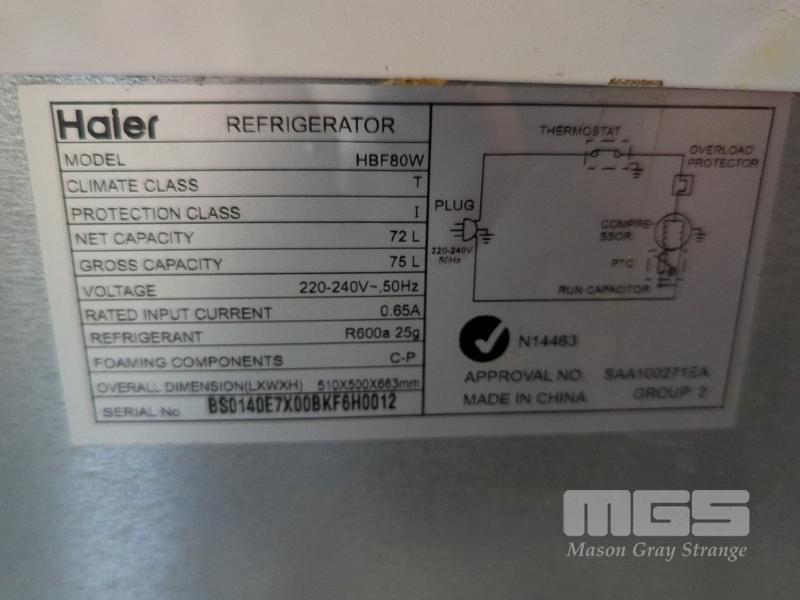 Haier REFRIGERATOR
MODEL HBF80W
CLIMATE CLASS T
PROTECTION CLASS I
NET CAPACITY 72 L
GROSS CAPACITY 75 L
VOLTAGE 220-240V~,50Hz
RATED INPUT CURRENT 0.65A
REFRIGERANT R600a 25g
FOAMING COMPONENTS C-P
OVERALL DIMENSION(LXWXH) 510X500X663mm
SERIAL No. BS0140E7X00BKF6H0012
THERMOSTAT
OVERLOAD
PROTECTOR
PLUG
220-240V
50Hz
COMPRE-
SSOR
PTC
RUN CAPACITOR
N14463
APPROVAL NO: SAA100271EA
MADE IN CHINA GROUP: 2
MGS
Mason Gray Strange